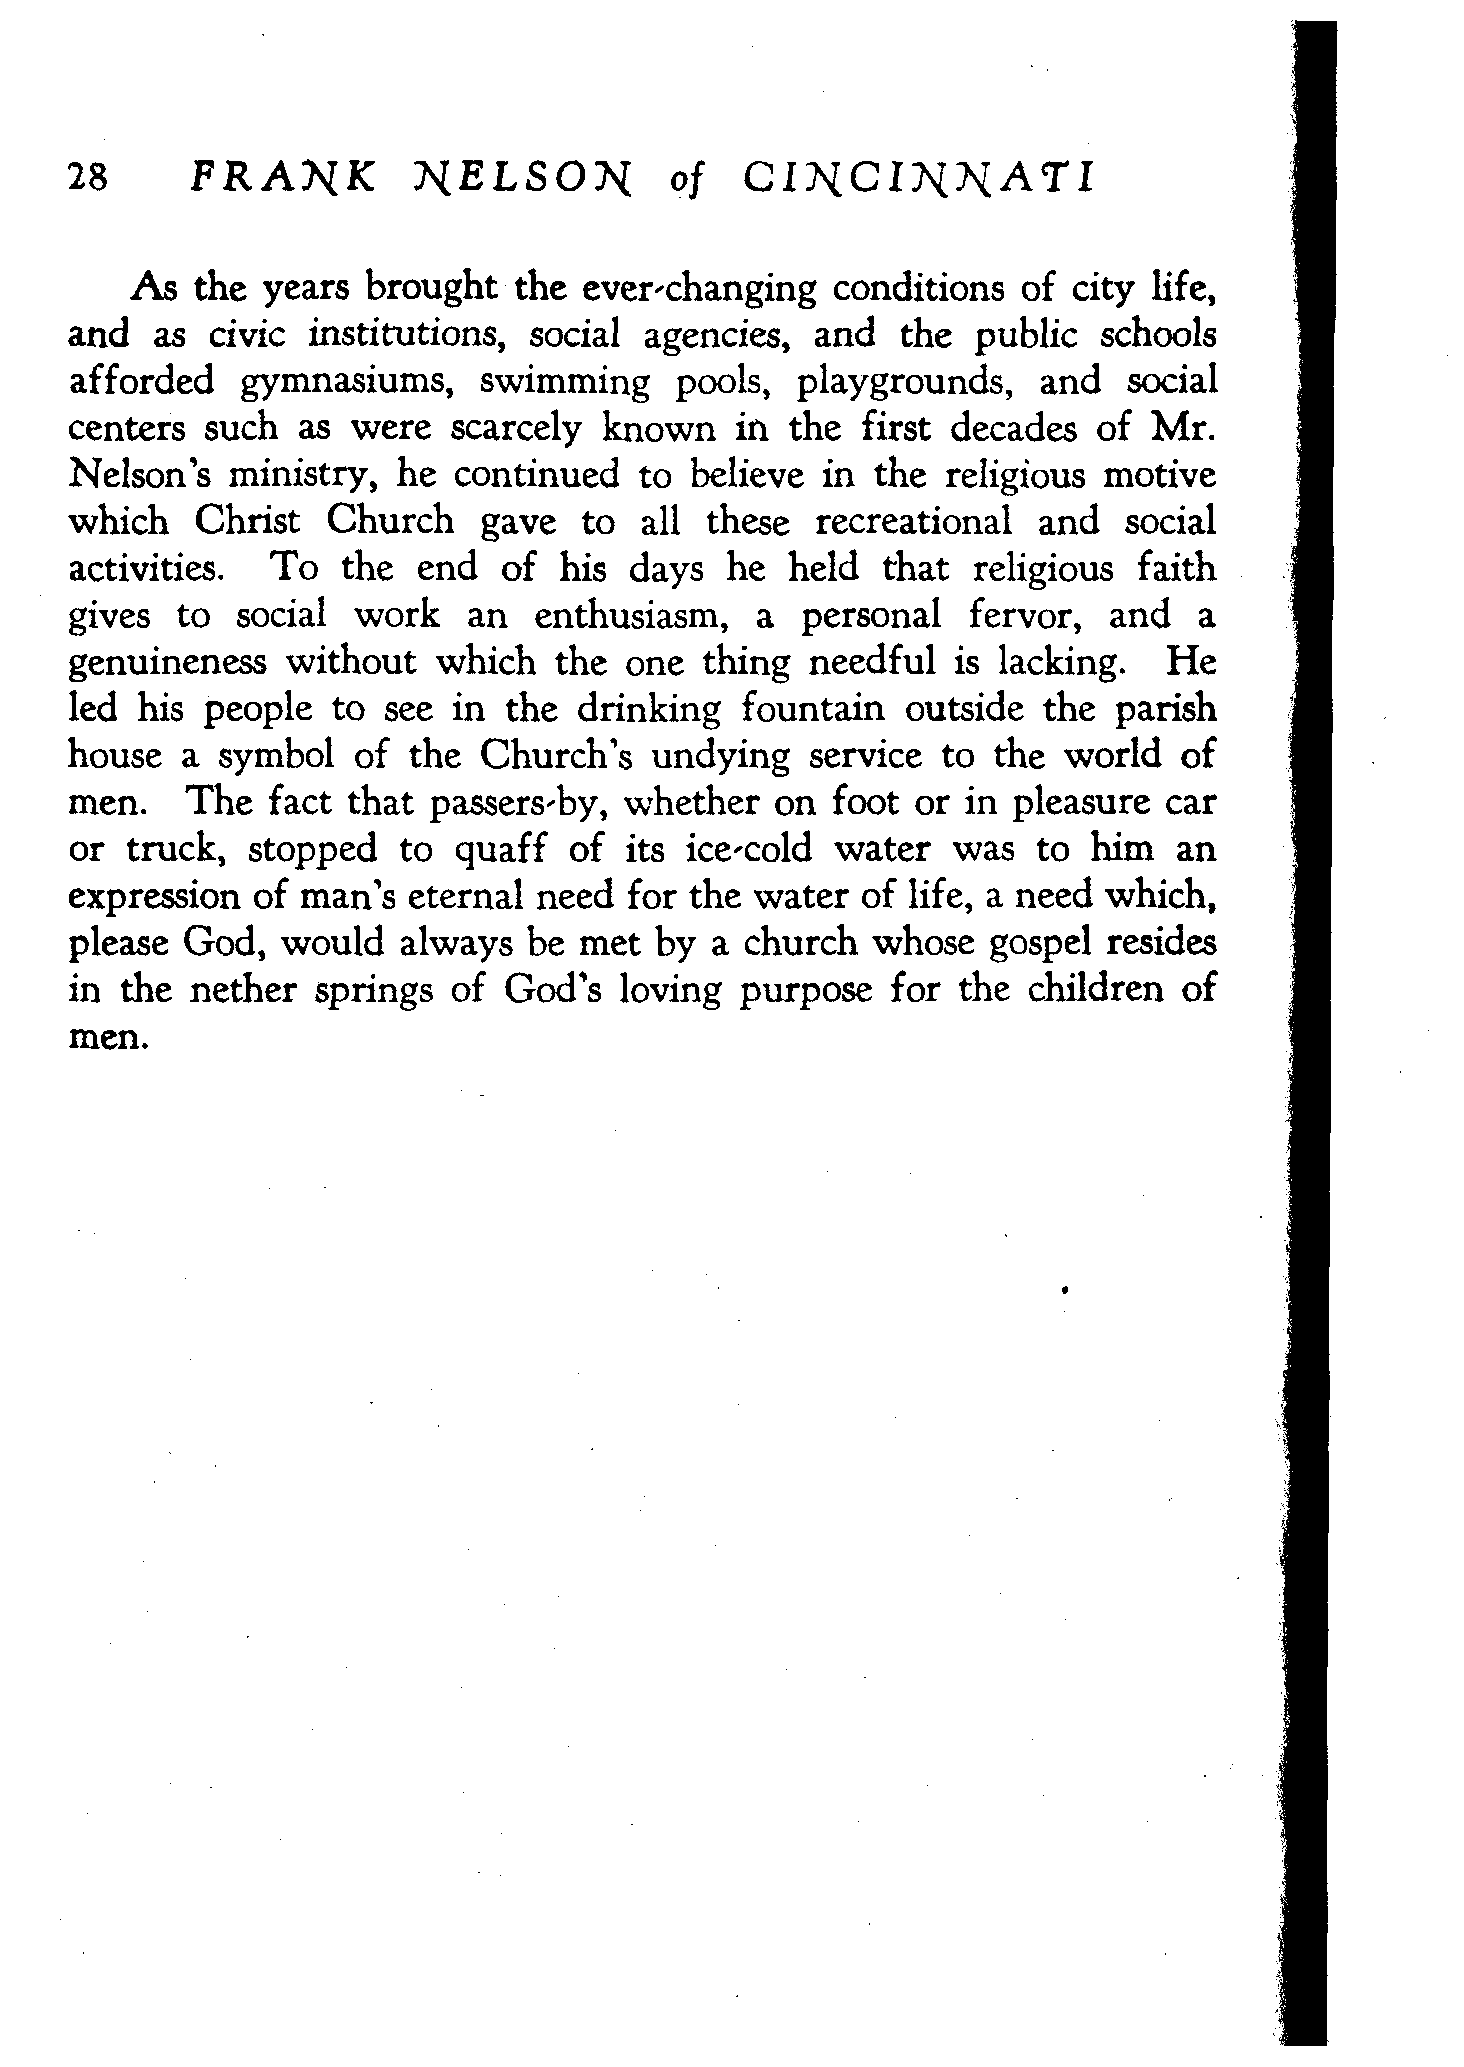 28 FRANK NELSON of CINCINNATI
As the years brought the ever-changing conditions of city life,
and as civic institutions, social agencies, and the public schools
afforded gymnasiums, swimming pools, playgrounds, and social
centers such as were scarcely known in the first decades of Mr.
Nelson's ministry, he continued to believe in the religious motive
which Christ Church gave to all these recreational and social
activities. To the end of his days he held that religious faith
gives to social work an enthusiasm, a personal fervor, and a
genuineness without which the one thing needful is lacking. He
led his people to see in the drinking fountain outside the parish
house a symbol of the Church's undying service to the world of
men. The fact that passers-by, whether on foot or in pleasure car
or truck, stopped to quaff of its ice-cold water was to him an
expression of man's eternal need for the water of life, a need which,
please God, would always be met by a church whose gospel resides
in the nether springs of God's loving purpose for the children of
men.